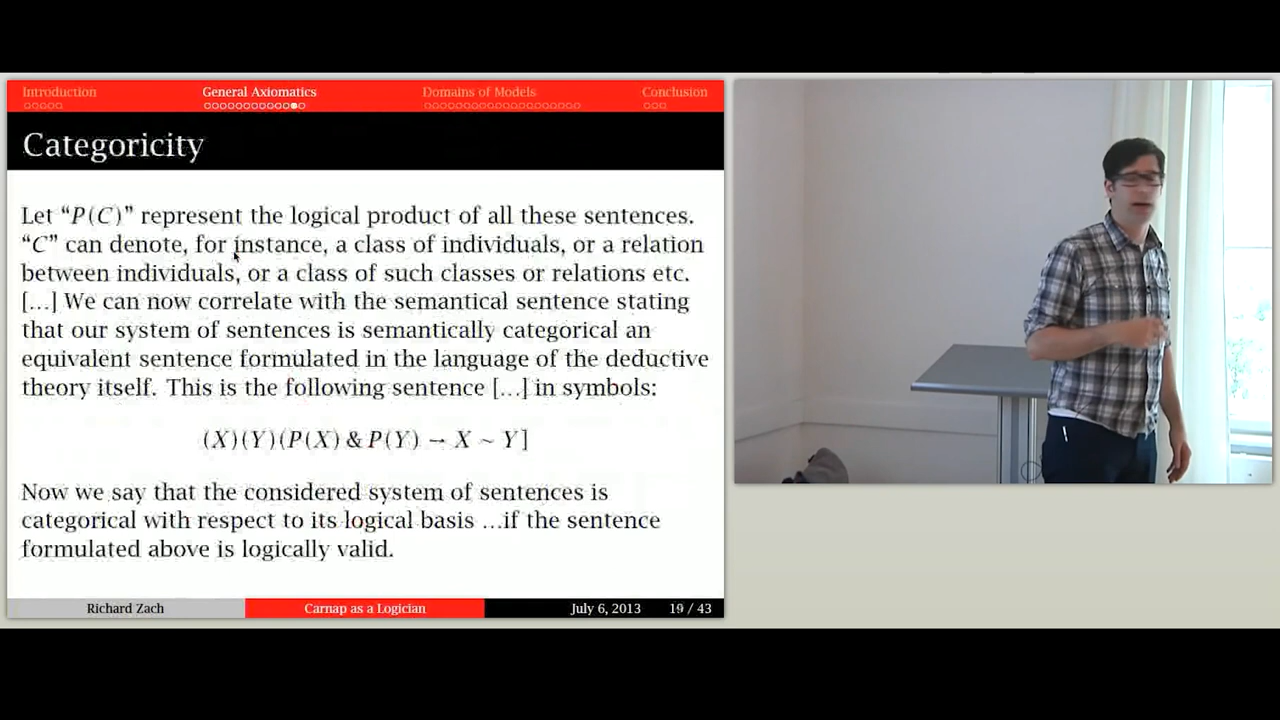 Introduction General Axiomatics Domains of Models Conclusion
Categoricity
Let “P(C)” represent the logical product of all these sentences.
“C” can denote, for instance, a class of individuals, or a relation
between individuals, or a class of such classes or relations etc.
[…] We can now correlate with the semantical sentence stating
that our system of sentences is semantically categorical an
equivalent sentence formulated in the language of the deductive
theory itself. This is the following sentence […] in symbols:
(X)(Y)(P(X) & P(Y) → X ~ Y]
Now we say that the considered system of sentences is
categorical with respect to its logical basis …if the sentence
formulated above is logically valid.
Richard Zach Carnap as a Logician July 6, 2013 19 / 43